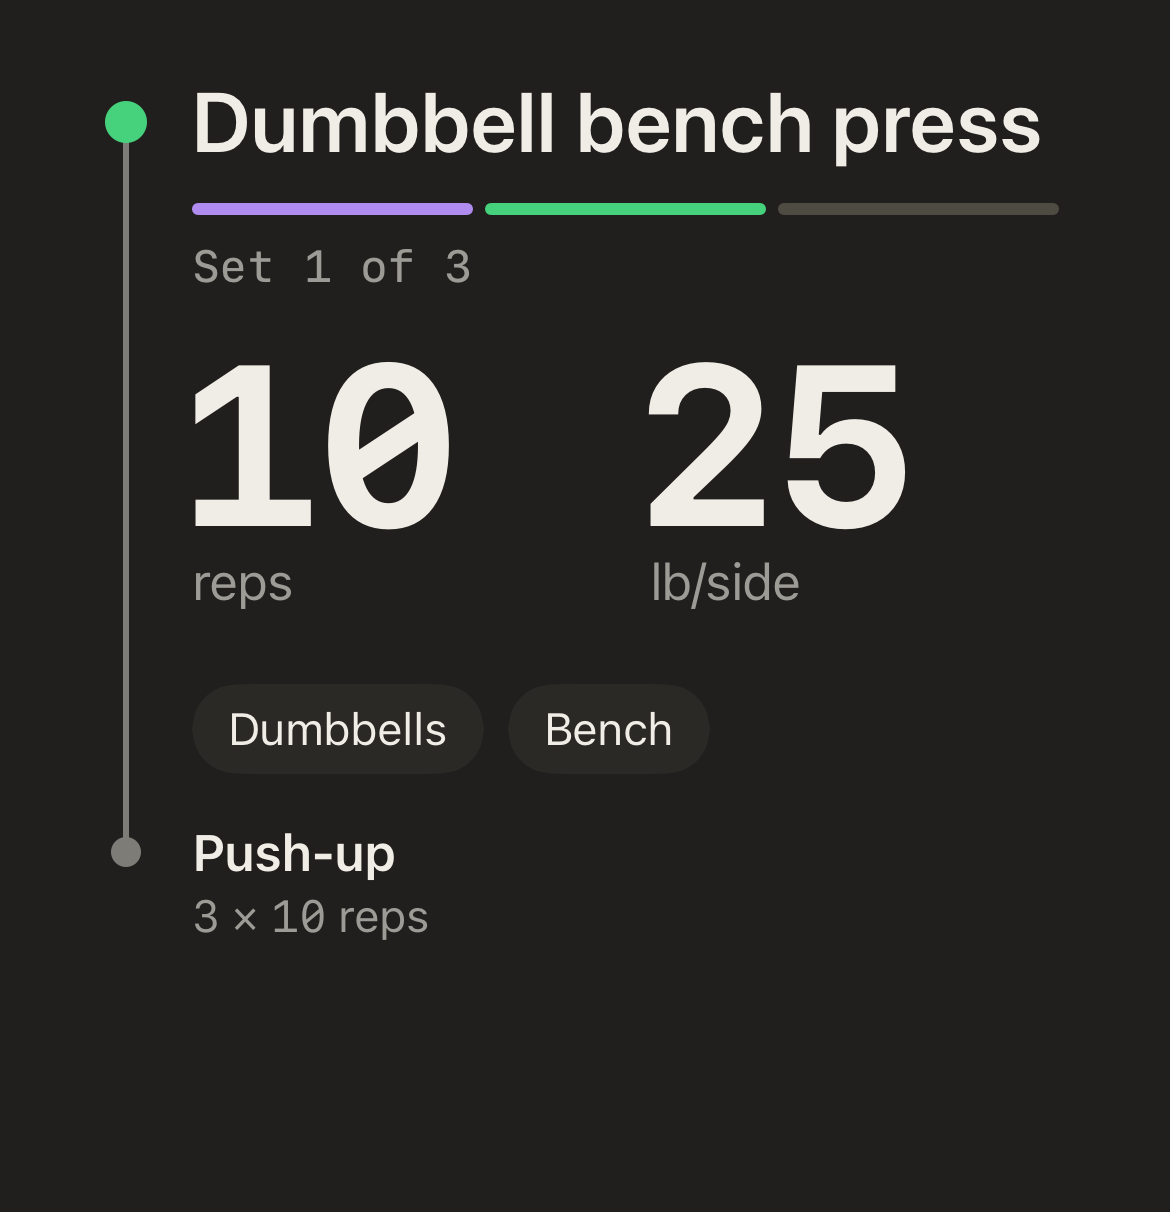 Dumbbell bench press
Set 1 of 3
10 25
reps lb/side
Dumbbells Bench
Push-up
3 × 10 reps